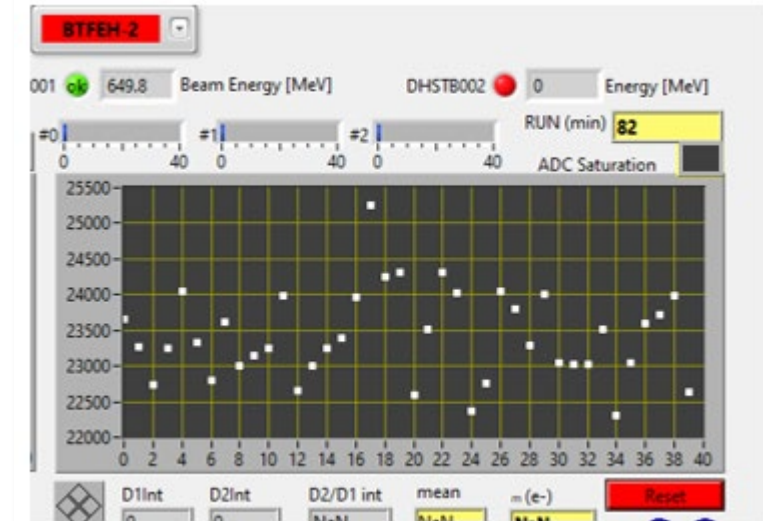 BTFEH-2
001 ok 649.8 Beam Energy [MeV] DHSTB002 0 Energy [MeV]
RUN (min) 82
#0 #1 #2
0 40 0 40 0 40
ADC Saturation
25500
25000
24500
24000
23500
23000
22500
22000
0 2 4 6 8 10 12 14 16 18 20 22 24 26 28 30 32 34 36 38 40
D1Int D2Int D2/D1 int mean m (e-) Reset
0 0 NaN NaN NaN